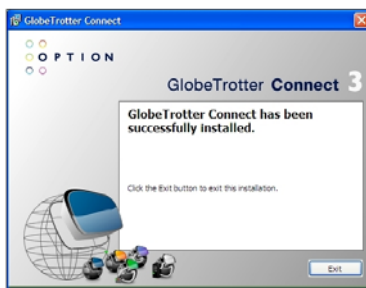 GlobeTrotter Connect
OPTION
GlobeTrotter Connect 3
GlobeTrotter Connect has been
successfully installed.
Click the Exit button to exit this installation.
Exit